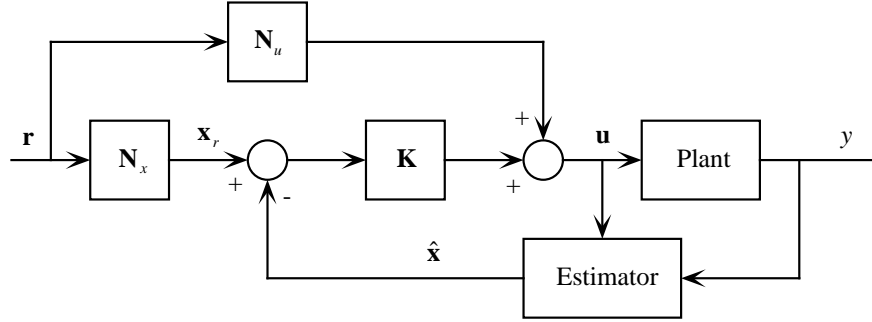 N_u
+
r
x_r
u
y
N_x
K
Plant
+
-
+
x̂
Estimator